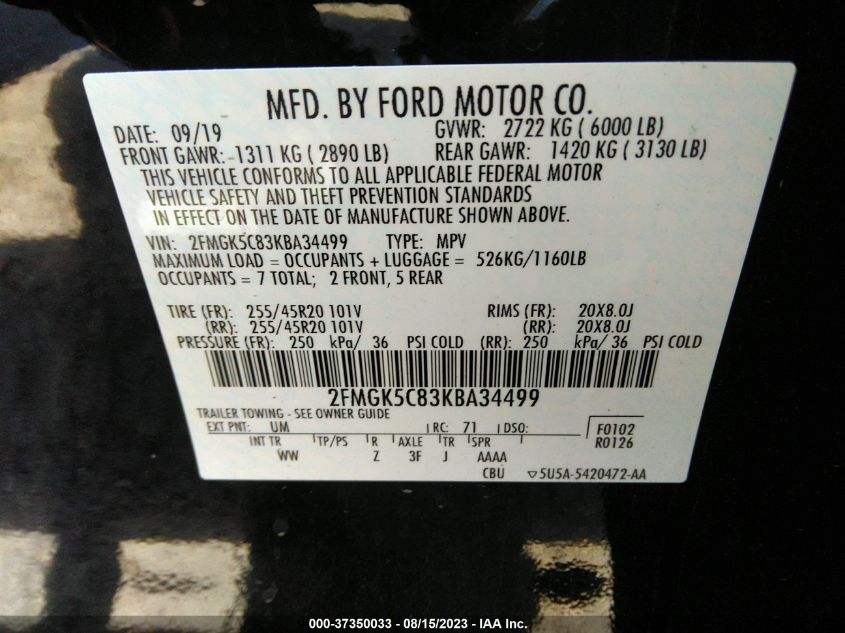 MFD. BY FORD MOTOR CO.
DATE: 09/19 GVWR: 2722 KG ( 6000 LB)
FRONT GAWR: 1311 KG ( 2890 LB) REAR GAWR: 1420 KG ( 3130 LB)
THIS VEHICLE CONFORMS TO ALL APPLICABLE FEDERAL MOTOR
VEHICLE SAFETY AND THEFT PREVENTION STANDARDS
IN EFFECT ON THE DATE OF MANUFACTURE SHOWN ABOVE.
VIN: 2FMGK5C83KBA34499 TYPE: MPV
MAXIMUM LOAD = OCCUPANTS + LUGGAGE = 526KG/1160LB
OCCUPANTS = 7 TOTAL; 2 FRONT, 5 REAR
TIRE (FR): 255/45R20 101V RIMS (FR): 20X8.0J
(RR): 255/45R20 101V (RR): 20X8.0J
PRESSURE (FR): 250 kPa/ 36 PSI COLD (RR): 250 kPa/ 36 PSI COLD
2FMGK5C83KBA34499
TRAILER TOWING - SEE OWNER GUIDE
EXT PNT: UM RC: 71 DSO: F0102
INT TR TP/PS R AXLE TR SPR R0126
WW Z 3F J AAAA
CBU ▽5U5A-5420472-AA
000-37350033 - 08/15/2023 - IAA Inc.